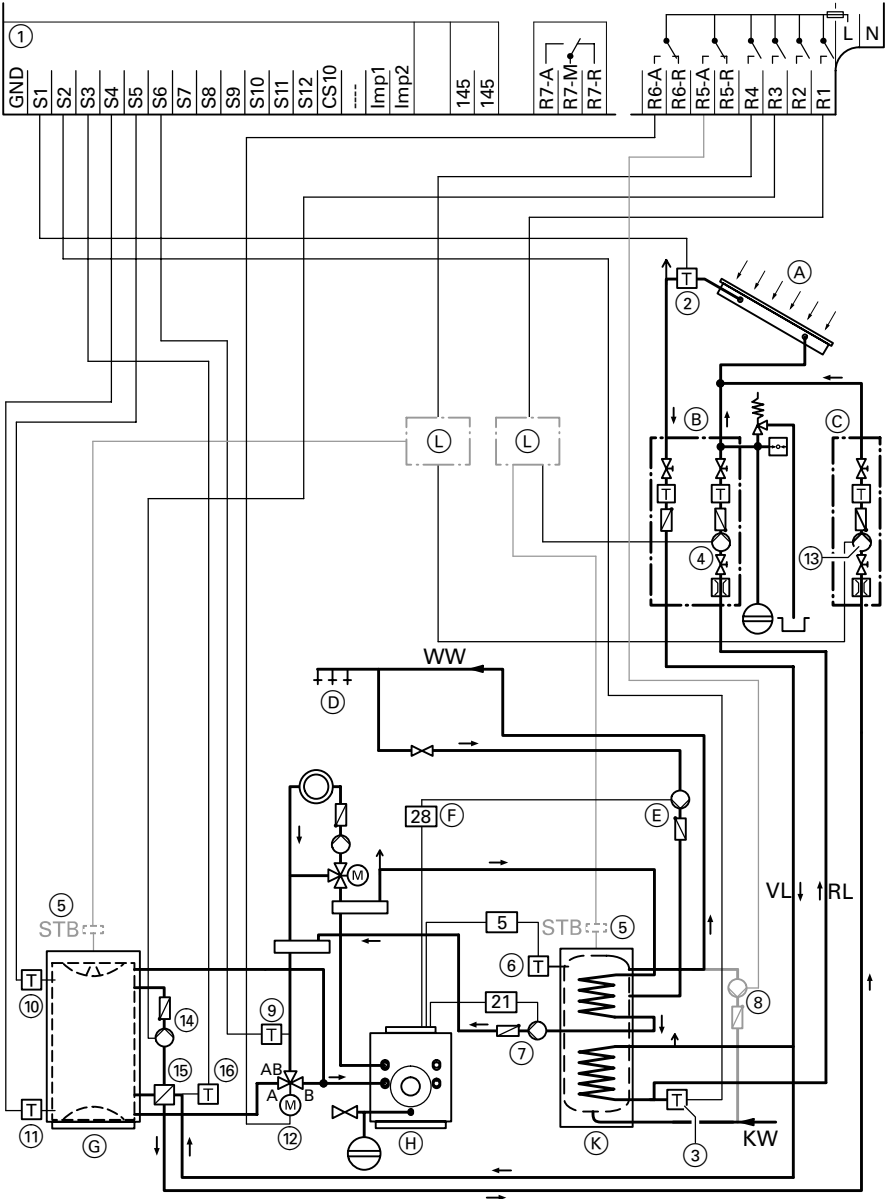 1
L N
GND
S1
S2
S3
S4
S5
S6
S7
S8
S9
S10
S11
S12
CS10
----
Imp1
Imp2
145
145
R7-A
R7-M
R7-R
R6-A
R6-R
R5-A
R5-R
R4
R3
R2
R1
T
A
2
B
C
L
L
T
T
T
4
13
WW
D
28
F
E
M
VL
RL
5
STB
5
STB
5
6
T
T
10
21
8
9
T
14
7
15
16
AB
T
A
B
M
T
T
11
12
3
G
H
K
KW